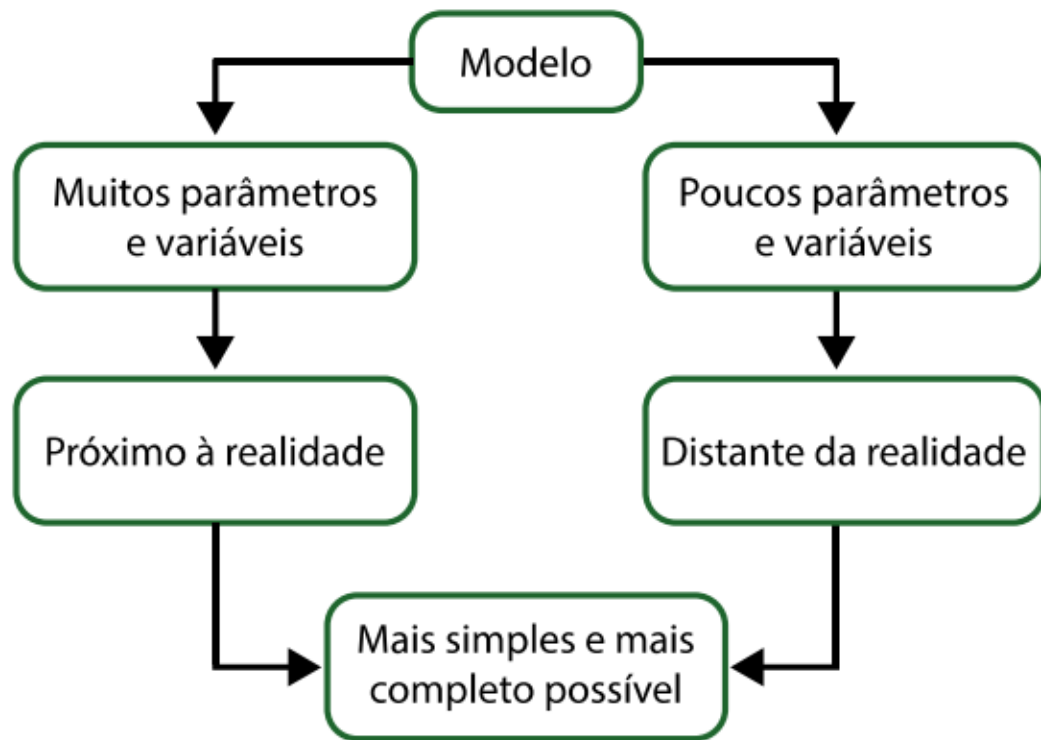 Modelo
Muitos parâmetros
e variáveis
Poucos parâmetros
e variáveis
Próximo à realidade
Distante da realidade
Mais simples e mais
completo possível